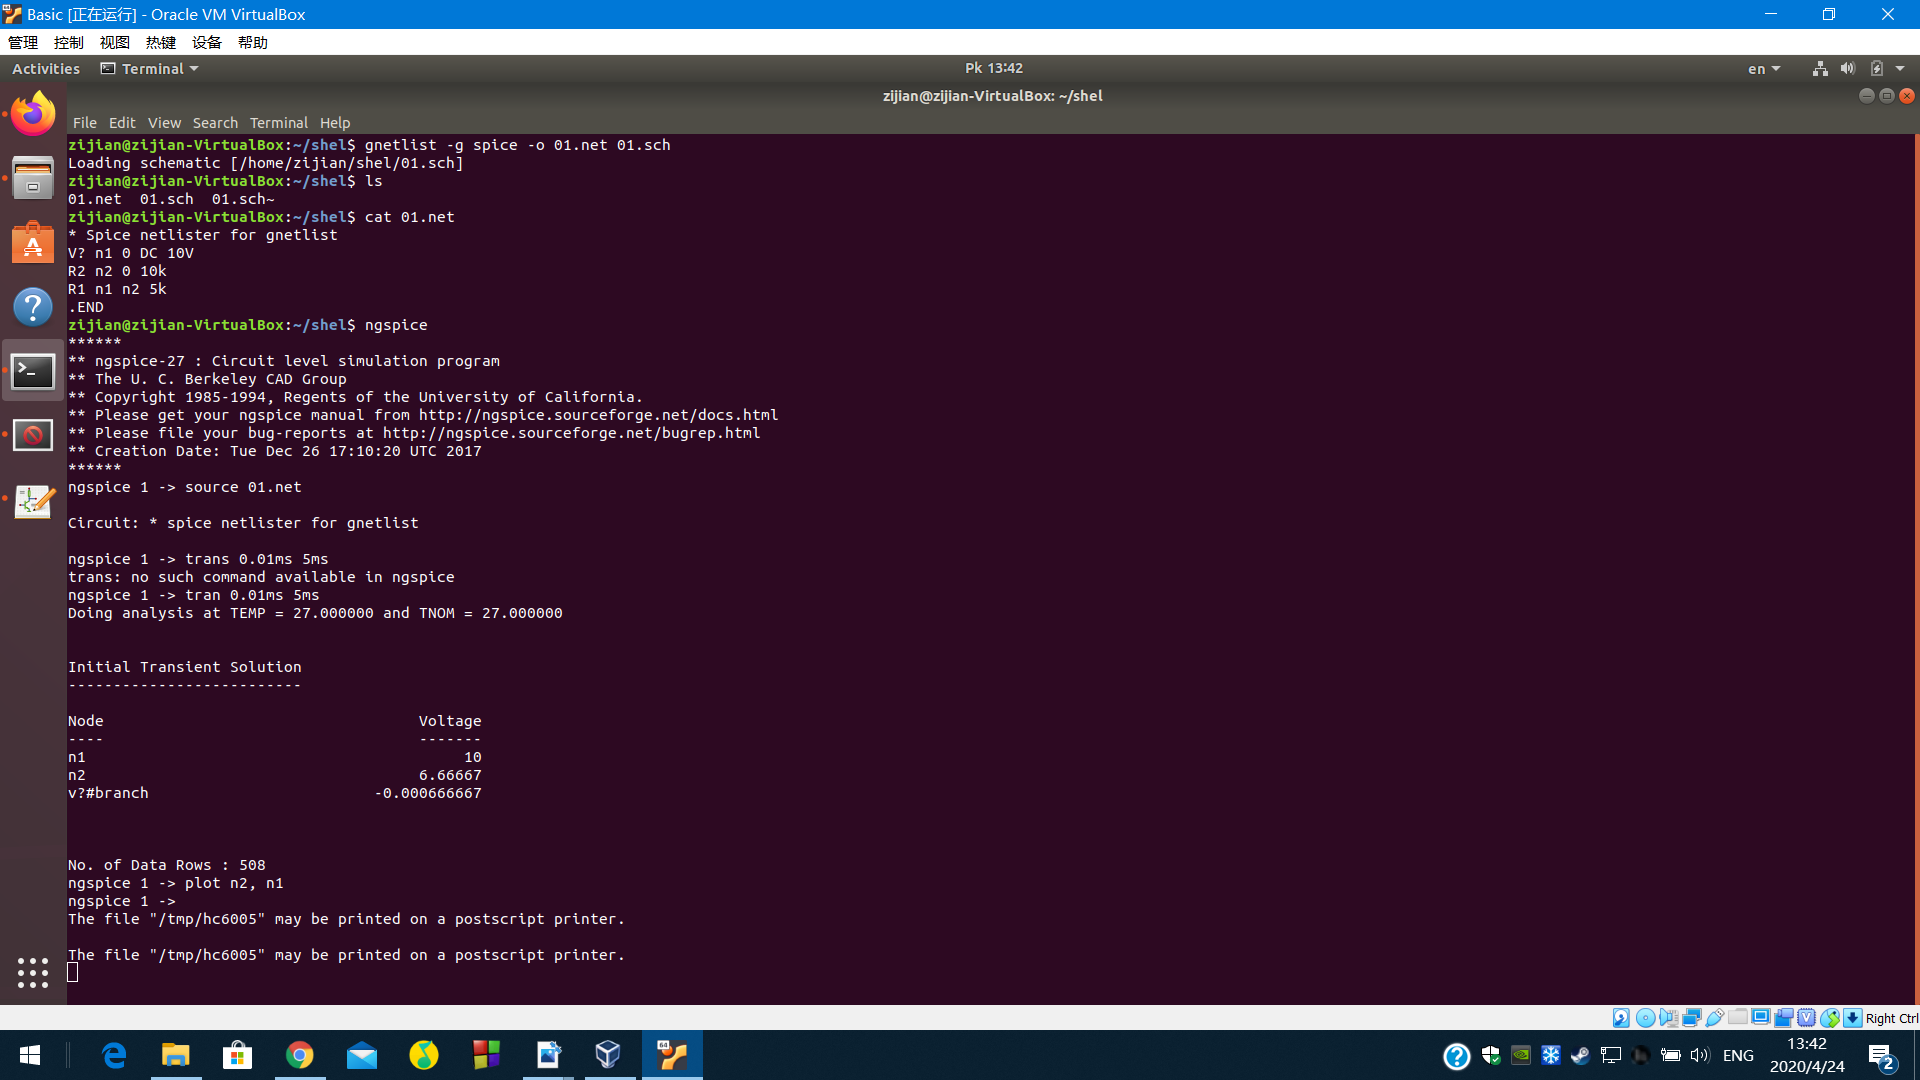 Basic [正在运行] - Oracle VM VirtualBox
管理 控制 视图 热键 设备 帮助
Activities Terminal Pk 13:42 en
zijian@zijian-VirtualBox: ~/shel
File Edit View Search Terminal Help
zijian@zijian-VirtualBox:~/shel$ gnetlist -g spice -o 01.net 01.sch
Loading schematic [/home/zijian/shel/01.sch]
zijian@zijian-VirtualBox:~/shel$ ls
01.net  01.sch  01.sch~
zijian@zijian-VirtualBox:~/shel$ cat 01.net
* Spice netlister for gnetlist
V? n1 0 DC 10V
R2 n2 0 10k
R1 n1 n2 5k
.END
zijian@zijian-VirtualBox:~/shel$ ngspice
******
** ngspice-27 : Circuit level simulation program
** The U. C. Berkeley CAD Group
** Copyright 1985-1994, Regents of the University of California.
** Please get your ngspice manual from http://ngspice.sourceforge.net/docs.html
** Please file your bug-reports at http://ngspice.sourceforge.net/bugrep.html
** Creation Date: Tue Dec 26 17:10:20 UTC 2017
******
ngspice 1 -> source 01.net
Circuit: * spice netlister for gnetlist
ngspice 1 -> trans 0.01ms 5ms
trans: no such command available in ngspice
ngspice 1 -> tran 0.01ms 5ms
Doing analysis at TEMP = 27.000000 and TNOM = 27.000000
Initial Transient Solution
--------------------------
Node                                   Voltage
----                                   -------
n1                                          10
n2                                     6.66667
v?#branch                         -0.000666667
No. of Data Rows : 508
ngspice 1 -> plot n2, n1
ngspice 1 ->
The file "/tmp/hc6005" may be printed on a postscript printer.
The file "/tmp/hc6005" may be printed on a postscript printer.
Right Ctrl
ENG 13:42
2020/4/24
2
64